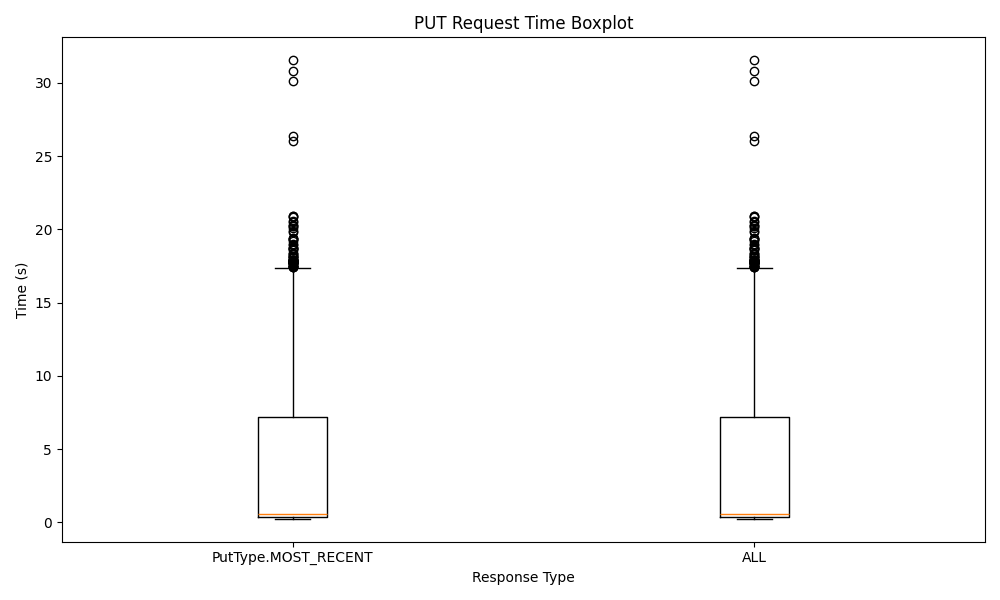 PUT Request Time Boxplot
30
25
20
15
10
5
0
Time (s)
PutType.MOST_RECENT
ALL
Response Type